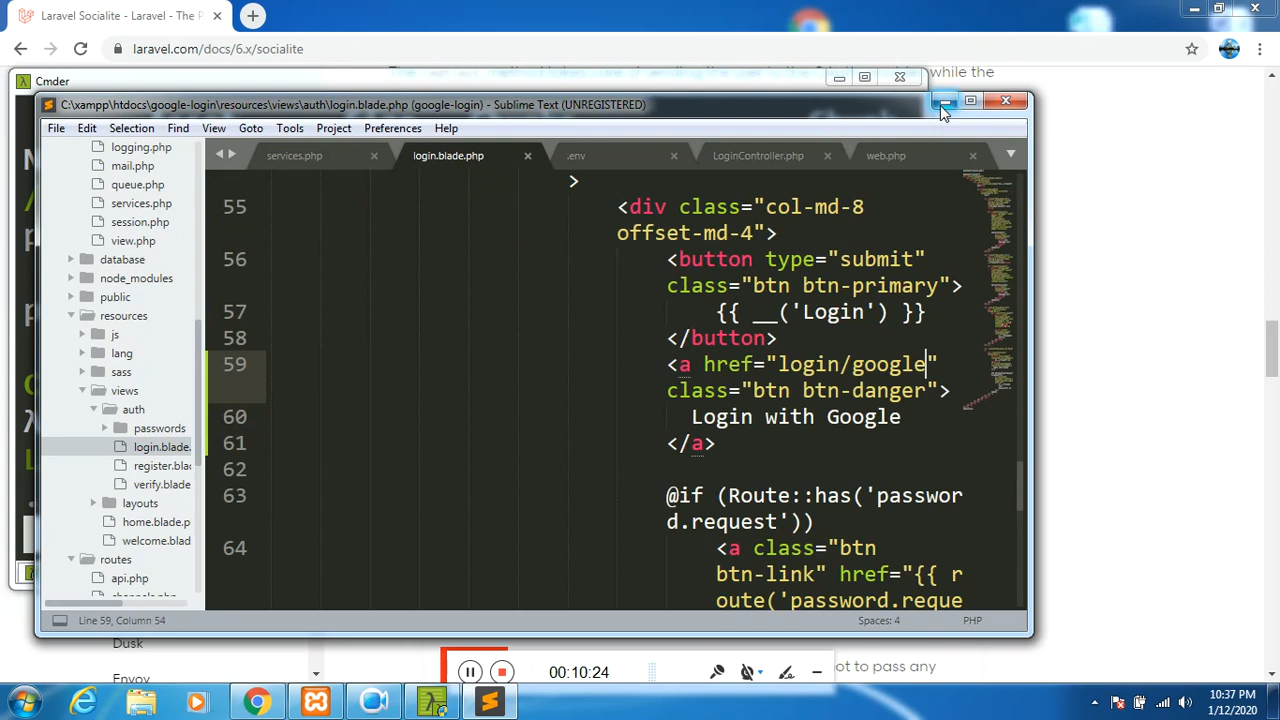 Laravel Socialite - Laravel - The P
laravel.com/docs/6.x/socialite
while the
Cmder
C:\xampp\htdocs\google-login\resources\views\auth\login.blade.php (google-login) - Sublime Text (UNREGISTERED)
File Edit Selection Find View Goto Tools Project Preferences Help
services.php login.blade.php .env LoginController.php web.php
logging.php
mail.php
queue.php
services.php
session.php
view.php
database
node_modules
public
resources
js
lang
sass
views
auth
passwords
login.blade.
register.bla
verify.blade
layouts
home.blade.p
welcome.blad
routes
api.php
>
55 <div class="col-md-8
offset-md-4">
56 <button type="submit"
class="btn btn-primary">
57 {{ __('Login') }}
58 </button>
59 <a href="login/google"
class="btn btn-danger">
60 Login with Google
61 </a>
62
63 @if (Route::has('passwor
d.request'))
64 <a class="btn
btn-link" href="{{ r
oute('password.reque
Line 59, Column 54 Spaces: 4 PHP
Dusk
Envoy
ot to pass any
00:10:24
10:37 PM
1/12/2020